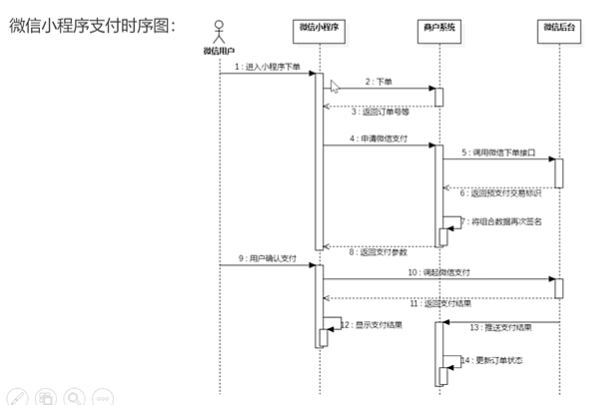 微信小程序支付时序图：
微信用户
微信小程序
商户系统
微信后台
1 : 进入小程序下单
2 : 下单
3 : 返回订单号等
4 : 申请微信支付
5 : 调用微信下单接口
6 : 返回预支付交易标识
7 : 将组合数据再次签名
8 : 返回支付参数
9 : 用户确认支付
10 : 调起微信支付
11 : 返回支付结果
12 : 显示支付结果
13 : 推送支付结果
14 : 更新订单状态